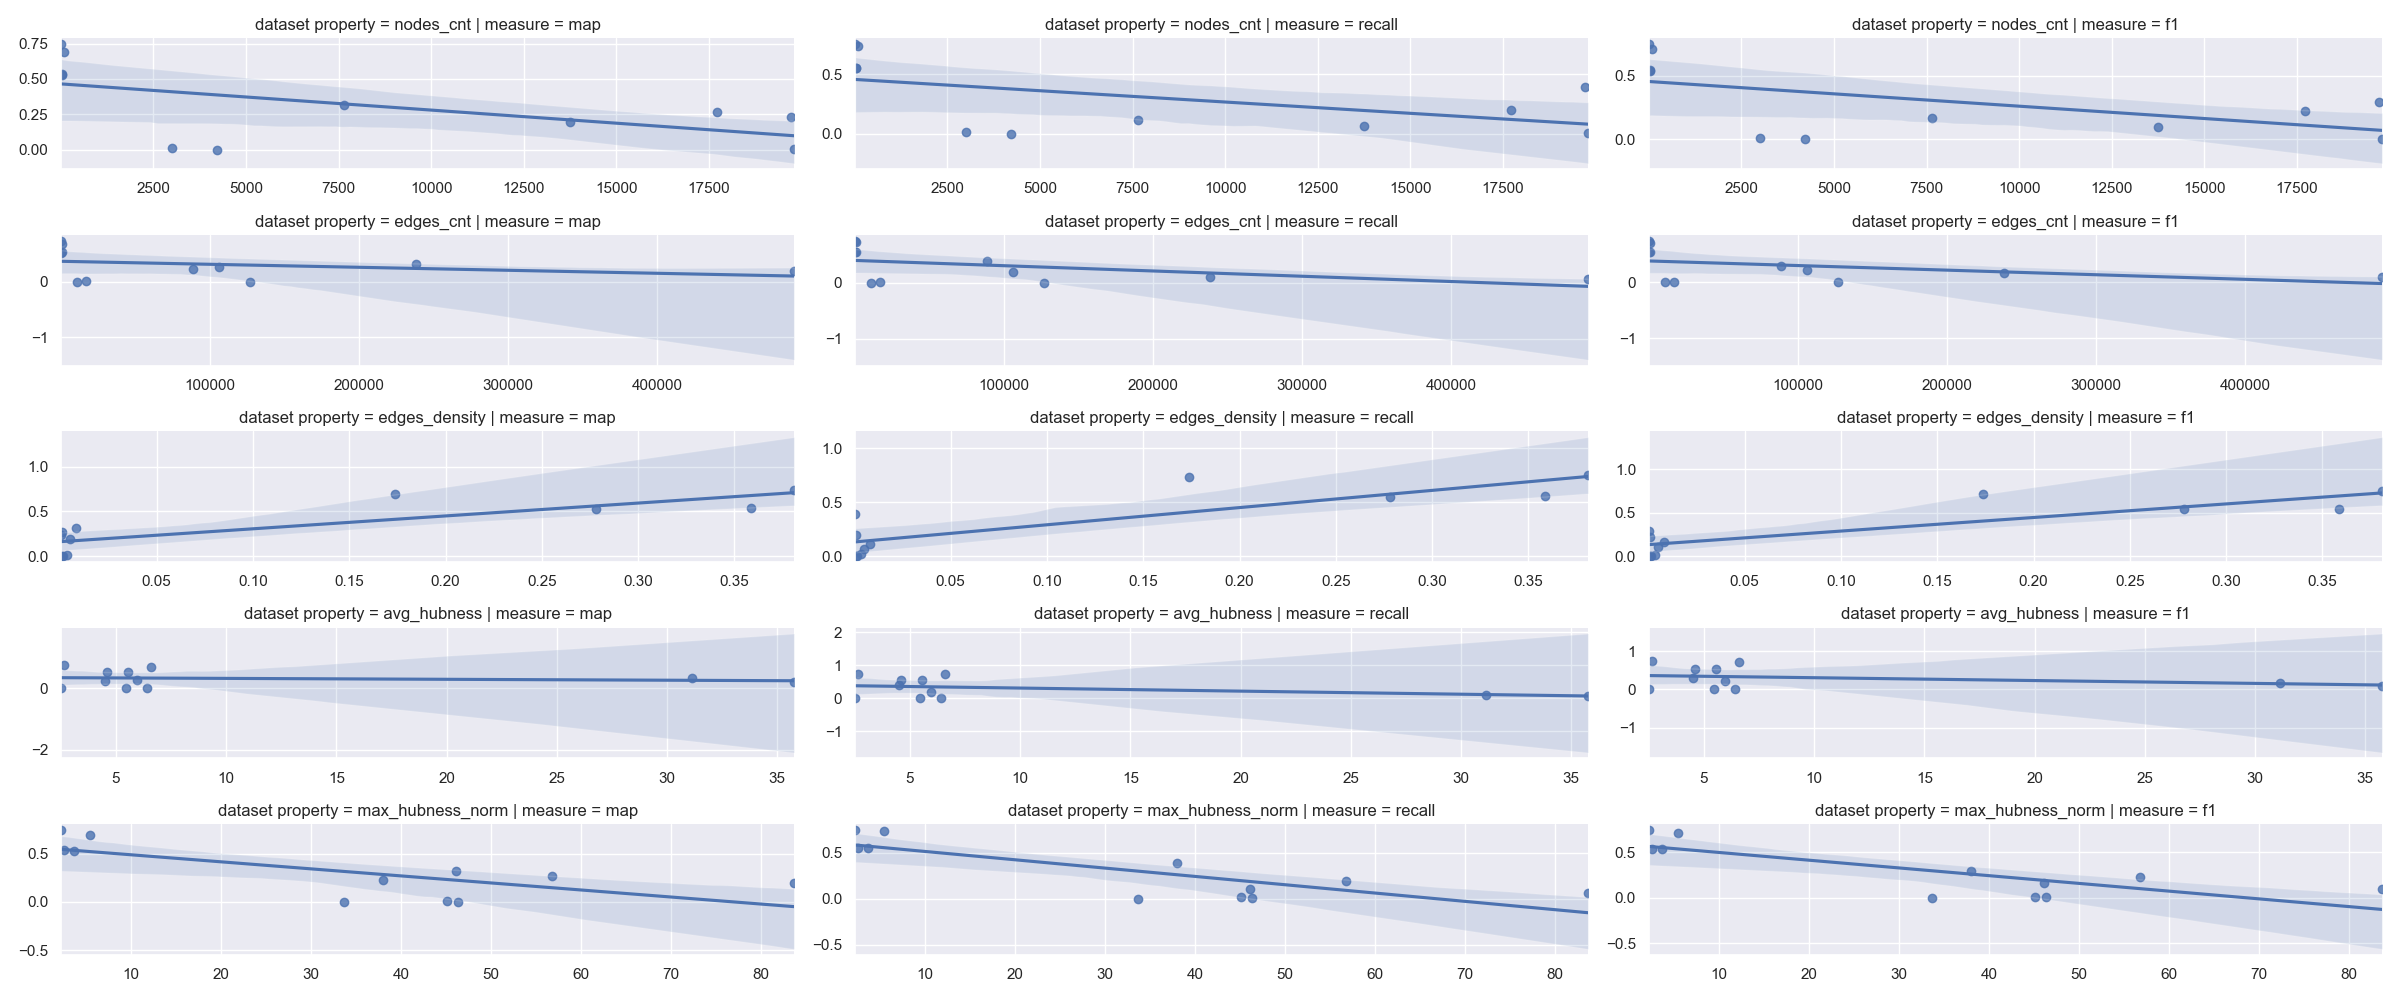 dataset property = nodes_cnt | measure = map
dataset property = nodes_cnt | measure = recall
dataset property = nodes_cnt | measure = f1
0.75
0.50
0.25
0.00
0.5
0.0
0.5
0.0
2500 5000 7500 10000 12500 15000 17500
2500 5000 7500 10000 12500 15000 17500
2500 5000 7500 10000 12500 15000 17500
dataset property = edges_cnt | measure = map
dataset property = edges_cnt | measure = recall
dataset property = edges_cnt | measure = f1
0
−1
0
−1
0
−1
100000 200000 300000 400000
100000 200000 300000 400000
100000 200000 300000 400000
dataset property = edges_density | measure = map
dataset property = edges_density | measure = recall
dataset property = edges_density | measure = f1
1.0
0.5
0.0
1.0
0.5
0.0
1.0
0.5
0.0
0.05 0.10 0.15 0.20 0.25 0.30 0.35
0.05 0.10 0.15 0.20 0.25 0.30 0.35
0.05 0.10 0.15 0.20 0.25 0.30 0.35
dataset property = avg_hubness | measure = map
dataset property = avg_hubness | measure = recall
dataset property = avg_hubness | measure = f1
0
−2
2
1
0
−1
1
0
−1
5 10 15 20 25 30 35
5 10 15 20 25 30 35
5 10 15 20 25 30 35
dataset property = max_hubness_norm | measure = map
dataset property = max_hubness_norm | measure = recall
dataset property = max_hubness_norm | measure = f1
0.5
0.0
−0.5
0.5
0.0
−0.5
0.5
0.0
−0.5
10 20 30 40 50 60 70 80
10 20 30 40 50 60 70 80
10 20 30 40 50 60 70 80